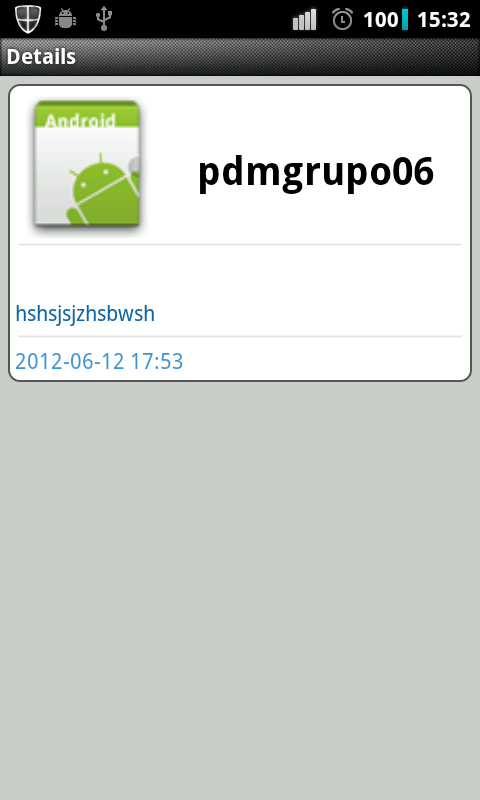 100 15:32
Details
Android
pdmgrupo06
hshsjsjzhsbwsh
2012-06-12 17:53